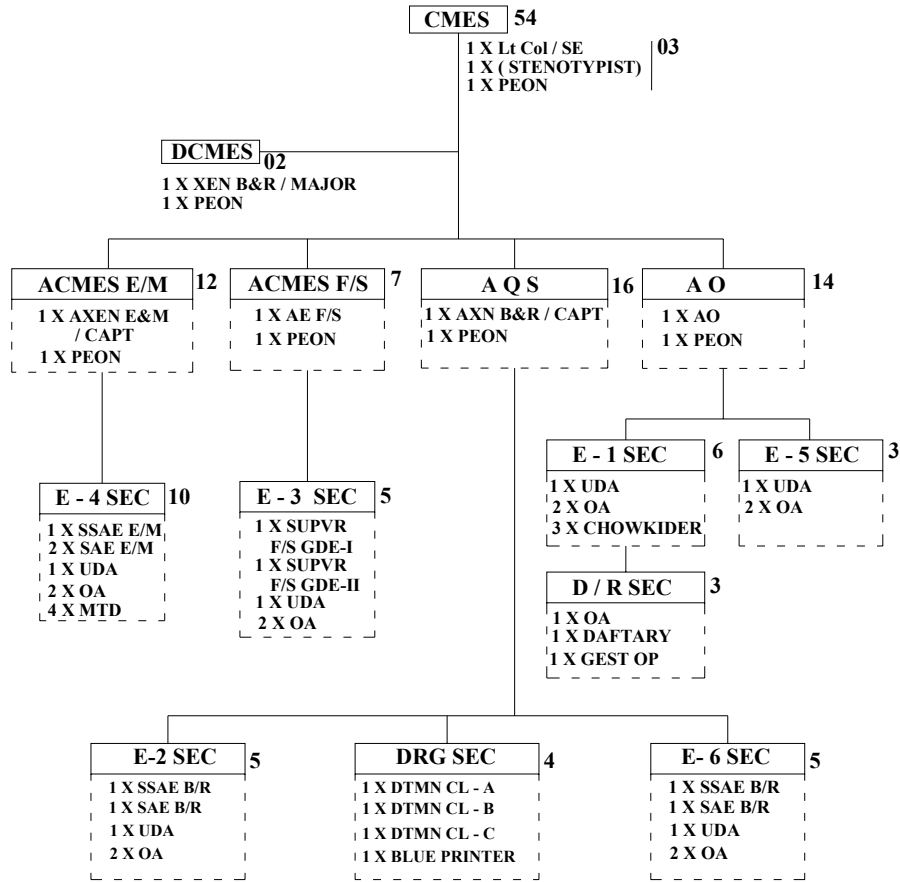 CMES 54
1 X Lt Col / SE 03
1 X ( STENOTYPIST)
1 X PEON
DCMES 02
1 X XEN B&R / MAJOR
1 X PEON
ACMES E/M 12
1 X AXEN E&M
/ CAPT
1 X PEON
ACMES F/S 7
1 X AE F/S
1 X PEON
A Q S 16
1 X AXN B&R / CAPT
1 X PEON
A O 14
1 X AO
1 X PEON
E - 4 SEC 10
1 X SSAE E/M
2 X SAE E/M
1 X UDA
2 X OA
4 X MTD
E - 3 SEC 5
1 X SUPVR
F/S GDE-I
1 X SUPVR
F/S GDE-II
1 X UDA
2 X OA
E - 1 SEC 6
1 X UDA
2 X OA
3 X CHOWKIDER
E - 5 SEC 3
1 X UDA
2 X OA
D / R SEC 3
1 X OA
1 X DAFTARY
1 X GEST OP
E-2 SEC 5
1 X SSAE B/R
1 X SAE B/R
1 X UDA
2 X OA
DRG SEC 4
1 X DTMN CL - A
1 X DTMN CL - B
1 X DTMN CL - C
1 X BLUE PRINTER
E- 6 SEC 5
1 X SSAE B/R
1 X SAE B/R
1 X UDA
2 X OA